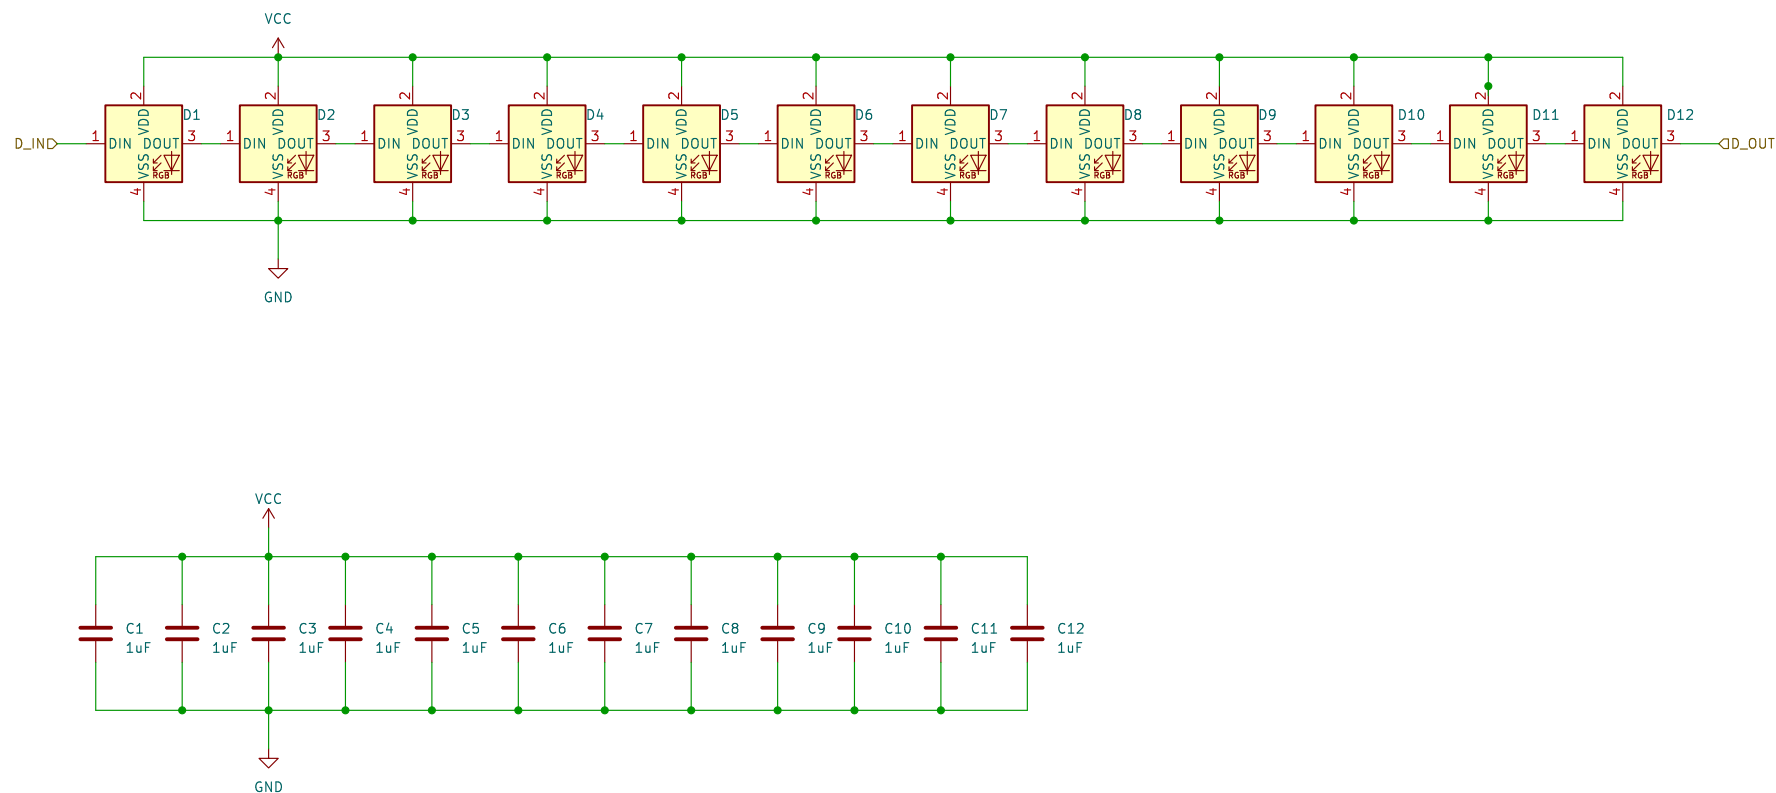 VCC
2 2 2 2 2 2 2 2 2 2 2 2
D1 D2 D3 D4 D5 D6 D7 D8 D9 D10 D11 D12
VDD VDD VDD VDD VDD VDD VDD VDD VDD VDD VDD VDD
D_IN 1 DIN DOUT 3 1 DIN DOUT 3 1 DIN DOUT 3 1 DIN DOUT 3 1 DIN DOUT 3 1 DIN DOUT 3 1 DIN DOUT 3 1 DIN DOUT 3 1 DIN DOUT 3 1 DIN DOUT 3 1 DIN DOUT 3 1 DIN DOUT 3 D_OUT
VSS VSS VSS VSS VSS VSS VSS VSS VSS VSS VSS VSS
RGB RGB RGB RGB RGB RGB RGB RGB RGB RGB RGB RGB
4 4 4 4 4 4 4 4 4 4 4 4
GND
VCC
C1 C2 C3 C4 C5 C6 C7 C8 C9 C10 C11 C12
1uF 1uF 1uF 1uF 1uF 1uF 1uF 1uF 1uF 1uF 1uF 1uF
GND